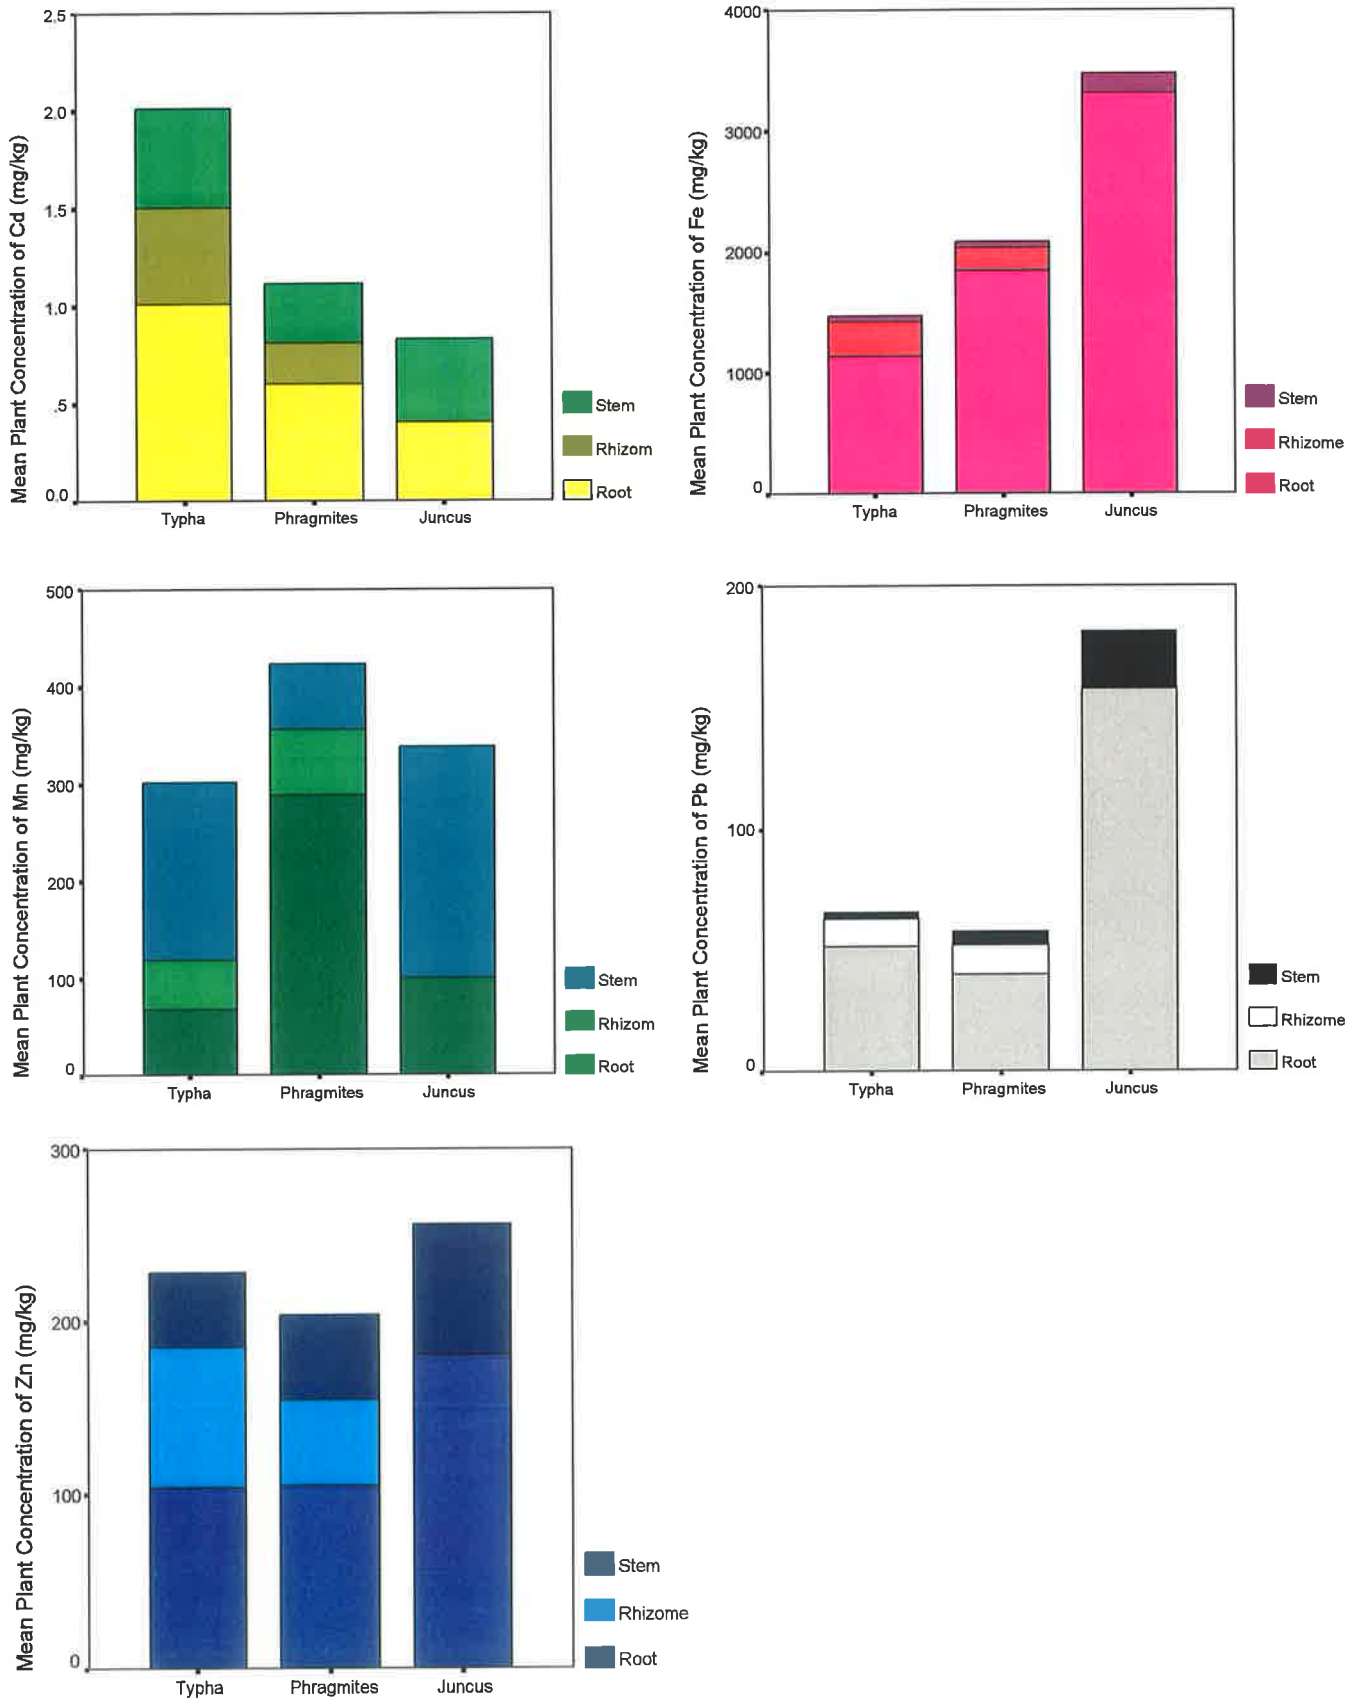 Mean Plant Concentration of Cd (mg/kg)
2.5
2.0
1.5
1.0
.5
0.0
Typha Phragmites Juncus
Stem
Rhizom
Root
Mean Plant Concentration of Fe (mg/kg)
4000
3000
2000
1000
0
Typha Phragmites Juncus
Stem
Rhizome
Root
Mean Plant Concentration of Mn (mg/kg)
500
400
300
200
100
0
Typha Phragmites Juncus
Stem
Rhizom
Root
Mean Plant Concentration of Pb (mg/kg)
200
100
0
Typha Phragmites Juncus
Stem
Rhizome
Root
Mean Plant Concentration of Zn (mg/kg)
300
200
100
0
Typha Phragmites Juncus
Stem
Rhizome
Root